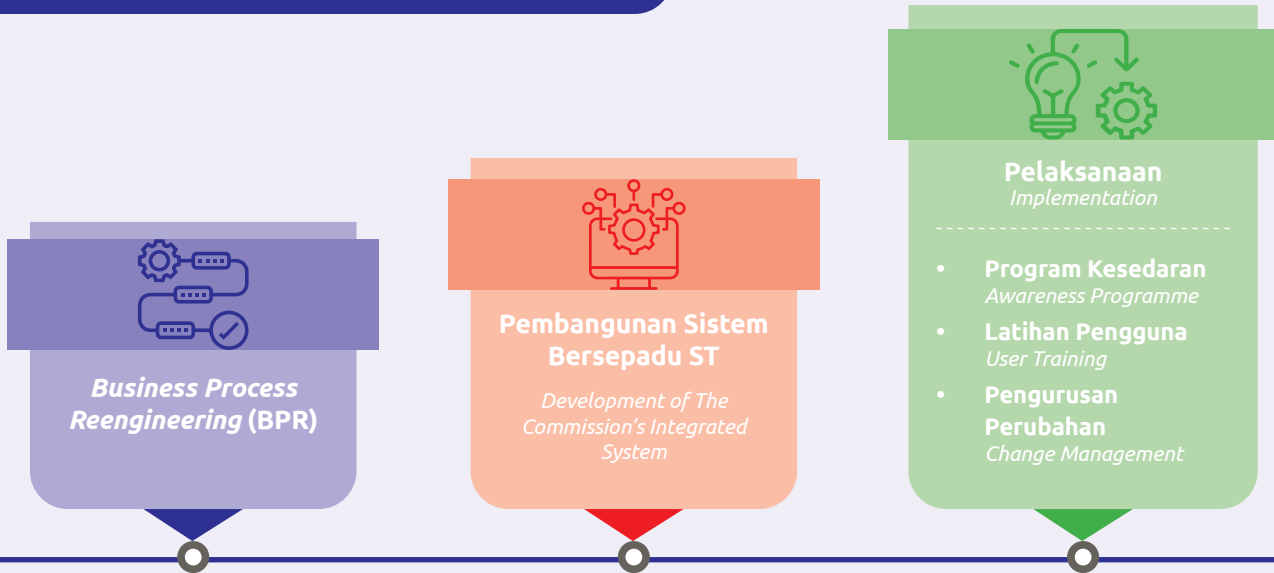 Business Process
Reengineering (BPR)
Pembangunan Sistem
Bersepadu ST
Development of The
Commission's Integrated
System
Pelaksanaan
Implementation
• Program Kesedaran
Awareness Programme
• Latihan Pengguna
User Training
• Pengurusan
Perubahan
Change Management